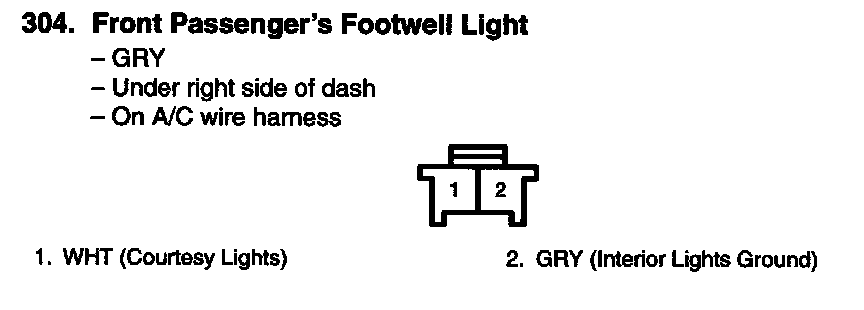 304. Front Passenger's Footwell Light
– GRY
– Under right side of dash
– On A/C wire harness
1 2
1. WHT (Courtesy Lights) 2. GRY (Interior Lights Ground)